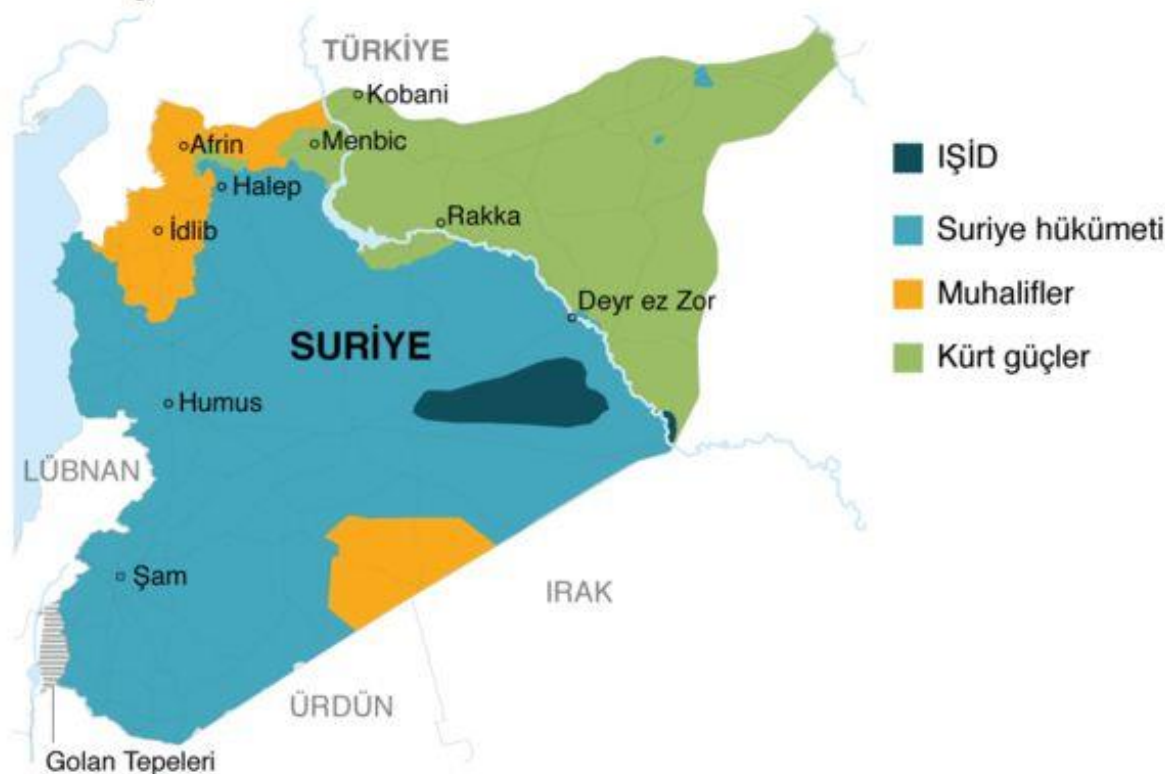 TÜRKİYE
Kobani
Afrin
Menbic
Halep
İdlib
Rakka
Deyr ez Zor
SURİYE
Humus
LÜBNAN
Şam
IRAK
ÜRDÜN
Golan Tepeleri
IŞİD
Suriye hükümeti
Muhalifler
Kürt güçler